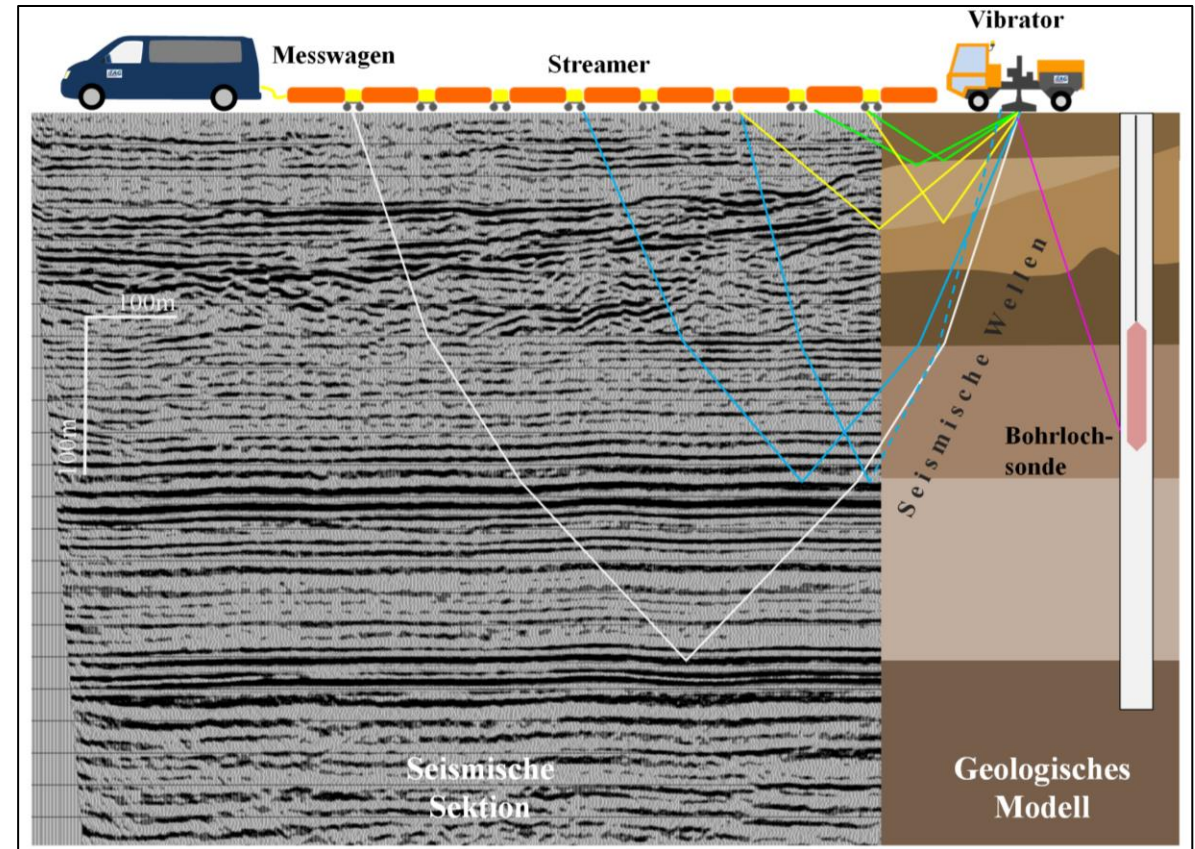 Vibrator
Messwagen
Streamer
100m
100m
Seismische Wellen
Bohrloch-
sonde
Seismische
Sektion
Geologisches
Modell